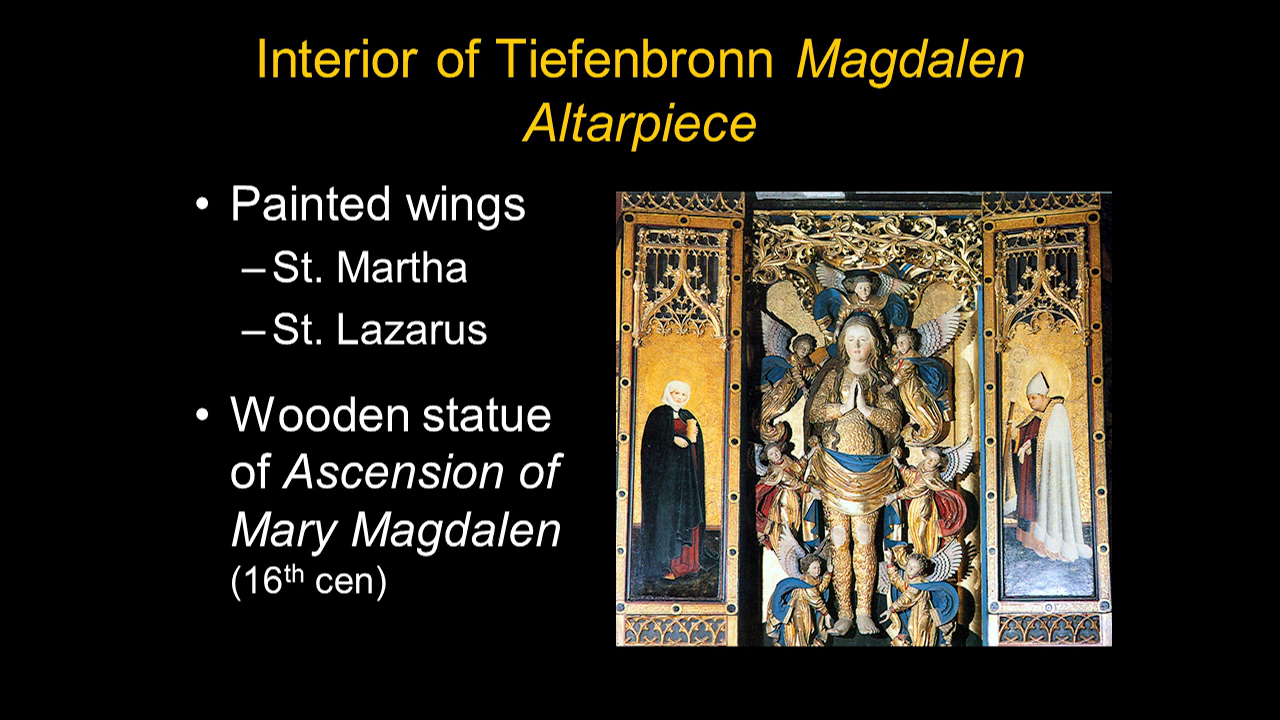 Interior of Tiefenbronn Magdalen
Altarpiece
• Painted wings
– St. Martha
– St. Lazarus
• Wooden statue
of Ascension of
Mary Magdalen
(16th cen)